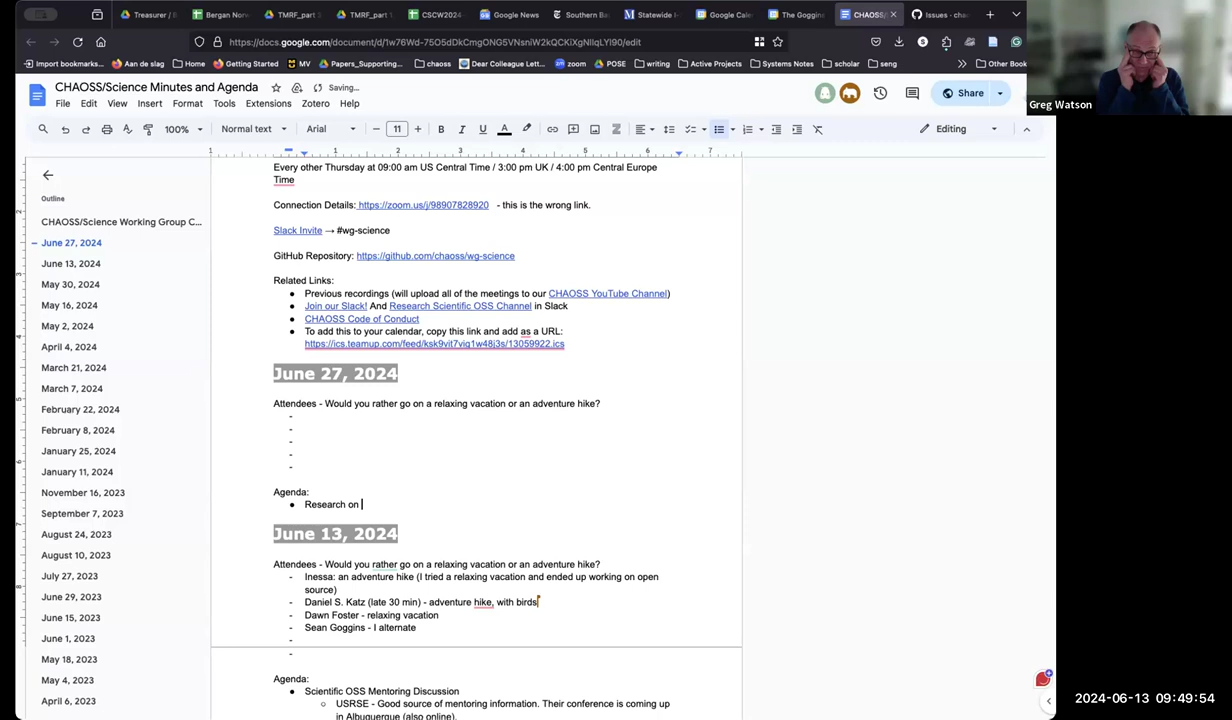 Treasurer / B
Bergan Norw
TMRF_part 3
TMRF_part 1.
CSCW2024-
Google News
Southern Ba
Statewide I-
Google Cale
The Goggins
CHAOSS/
Issues · chao
https://docs.google.com/document/d/1w76Wd-75O5dDkCmgONG5VNsniW2kQCKiXgNIlqLYI90/edit
Import bookmarks...
Aan de slag
Home
Getting Started
MV
Papers_Supporting...
chaoss
Dear Colleague Lett...
zoom
POSE
writing
Active Projects
Systems Notes
scholar
seng
Other Book
CHAOSS/Science Minutes and Agenda
Saving...
File Edit View Insert Format Tools Extensions Zotero Help
Share
100% Normal text Arial 11 Editing
Outline
CHAOSS/Science Working Group C...
June 27, 2024
June 13, 2024
May 30, 2024
May 16, 2024
May 2, 2024
April 4, 2024
March 21, 2024
March 7, 2024
February 22, 2024
February 8, 2024
January 25, 2024
January 11, 2024
November 16, 2023
September 7, 2023
August 24, 2023
August 10, 2023
July 27, 2023
June 29, 2023
June 15, 2023
June 1, 2023
May 18, 2023
May 4, 2023
April 6, 2023
1 1 2 3 4 5 6 7
Every other Thursday at 09:00 am US Central Time / 3:00 pm UK / 4:00 pm Central Europe
Time
Connection Details: https://zoom.us/j/98907828920 - this is the wrong link.
Slack Invite → #wg-science
GitHub Repository: https://github.com/chaoss/wg-science
Related Links:
● Previous recordings (will upload all of the meetings to our CHAOSS YouTube Channel)
● Join our Slack! And Research Scientific OSS Channel in Slack
● CHAOSS Code of Conduct
● To add this to your calendar, copy this link and add as a URL:
https://ics.teamup.com/feed/ksk9vit7vig1w48j3s/13059922.ics
June 27, 2024
Attendees - Would you rather go on a relaxing vacation or an adventure hike?
-
-
-
-
-
Agenda:
● Research on
June 13, 2024
Attendees - Would you rather go on a relaxing vacation or an adventure hike?
- Inessa: an adventure hike (I tried a relaxing vacation and ended up working on open
source)
- Daniel S. Katz (late 30 min) - adventure hike, with birds
- Dawn Foster - relaxing vacation
- Sean Goggins - I alternate
-
-
Agenda:
● Scientific OSS Mentoring Discussion
○ USRSE - Good source of mentoring information. Their conference is coming up
in Albuquerque (also online).
Greg Watson
2024-06-13 09:49:54